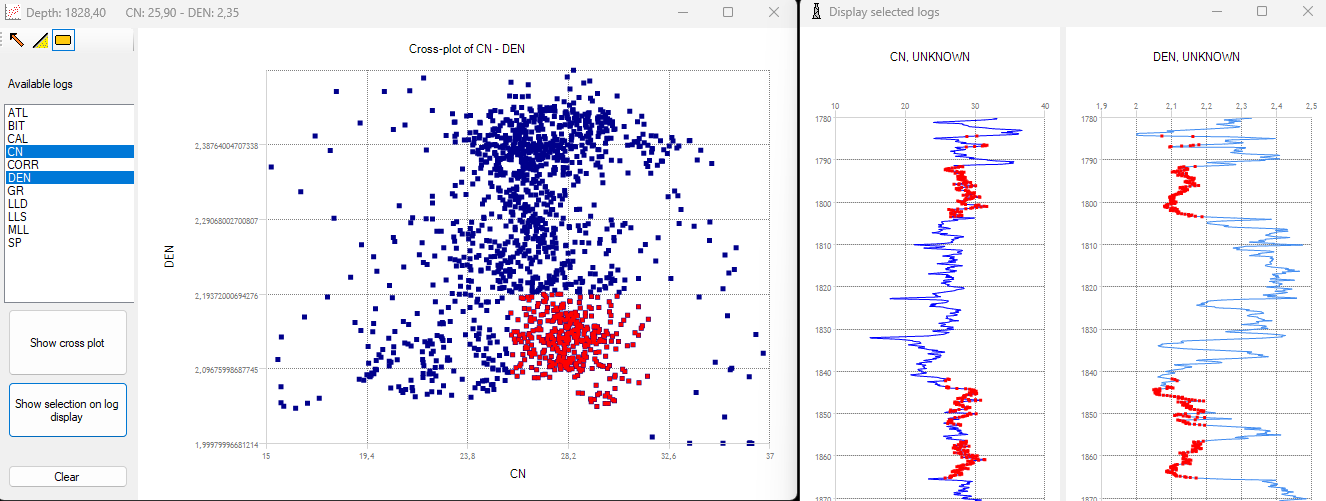 Depth: 1828,40 CN: 25,90 - DEN: 2,35
Available logs
ATL
BIT
CAL
CN
CORR
DEN
GR
LLD
LLS
MLL
SP
Show cross plot
Show selection on log
display
Clear
Cross-plot of CN - DEN
DEN
2,38764004707338
2,29068002700807
2,19372000694276
2,09675998687745
1,99979996681214
15 19,4 23,8 28,2 32,6 37
CN
Display selected logs
CN, UNKNOWN
10 20 30 40
1780
1790
1800
1810
1820
1830
1840
1850
1860
1870
DEN, UNKNOWN
1,9 2 2,1 2,2 2,3 2,4 2,5
1780
1790
1800
1810
1820
1830
1840
1850
1860
1870